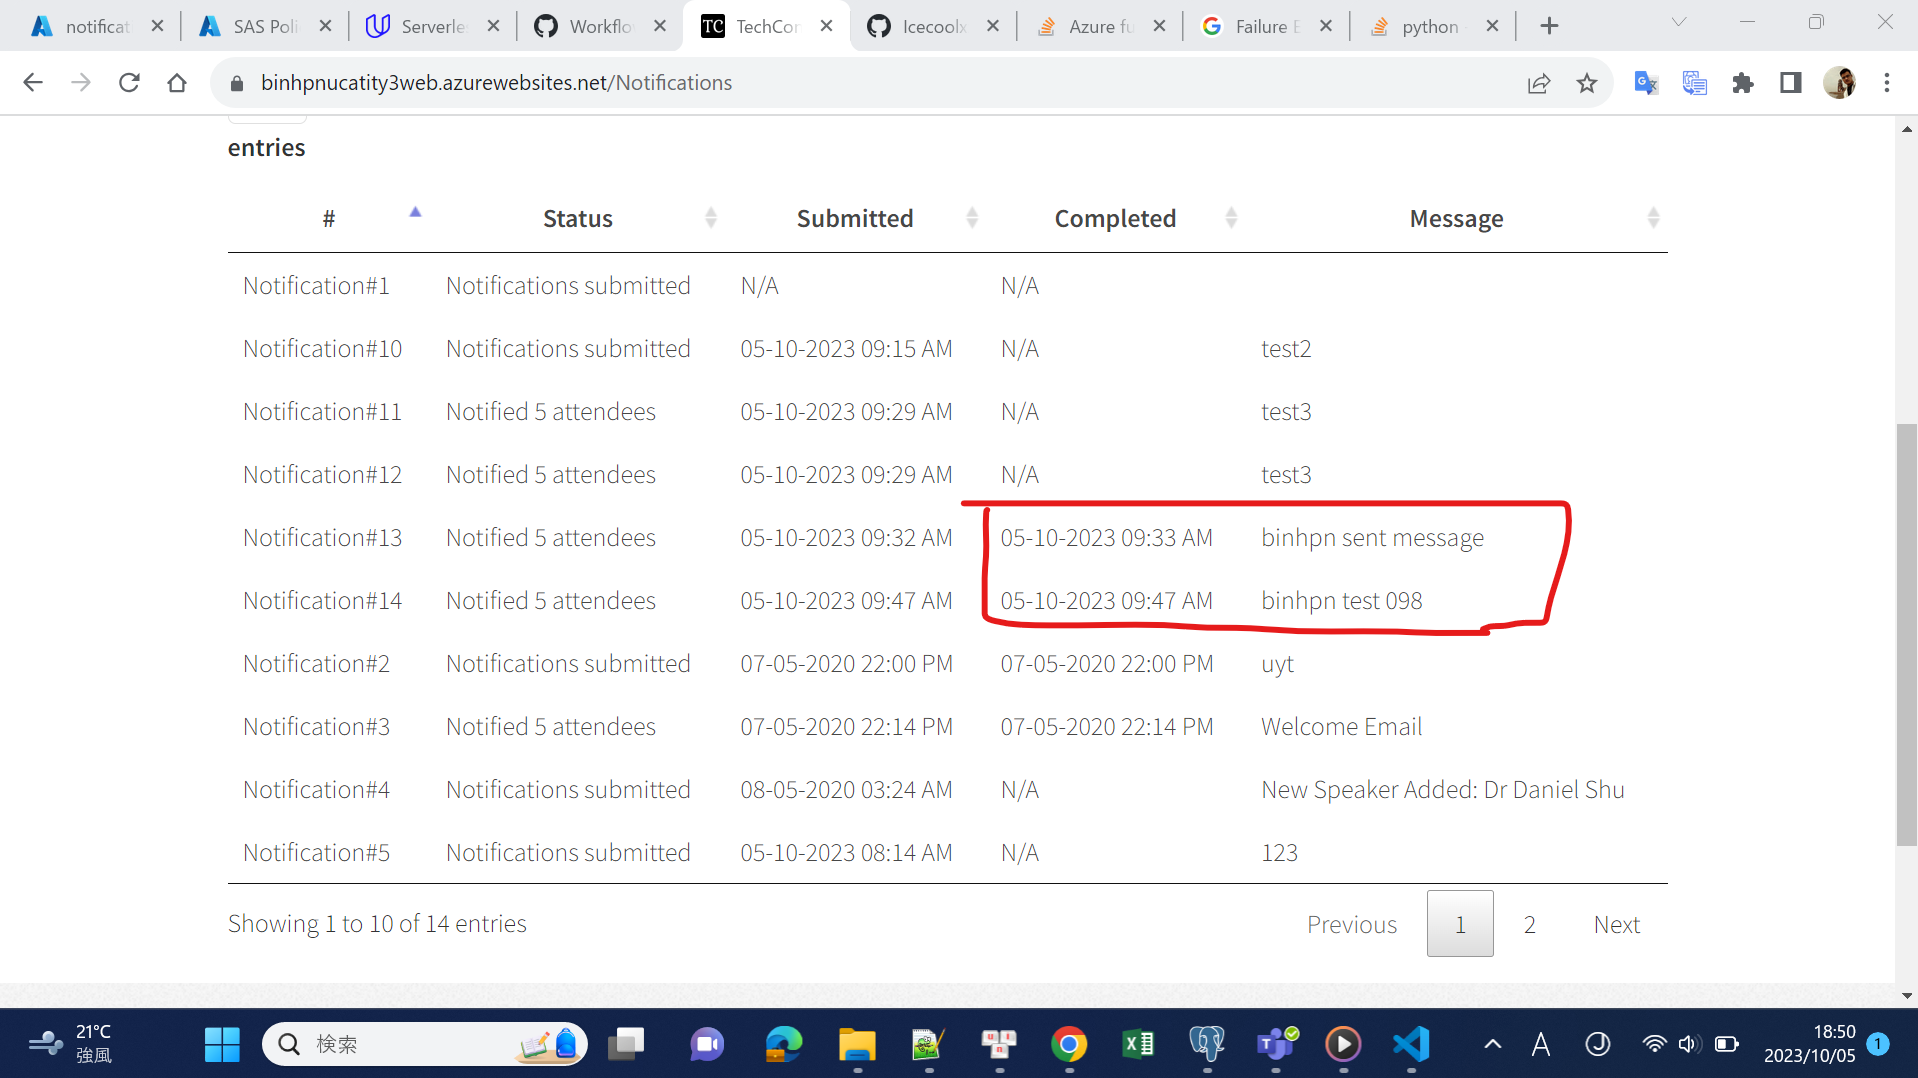 notificat
SAS Poli
Serverles
Workflo
TC TechCon
Icecoolx
Azure fu
Failure E
python
binhpnucatity3web.azurewebsites.net/Notifications
entries
# Status Submitted Completed Message
Notification#1 Notifications submitted N/A N/A
Notification#10 Notifications submitted 05-10-2023 09:15 AM N/A test2
Notification#11 Notified 5 attendees 05-10-2023 09:29 AM N/A test3
Notification#12 Notified 5 attendees 05-10-2023 09:29 AM N/A test3
Notification#13 Notified 5 attendees 05-10-2023 09:32 AM 05-10-2023 09:33 AM binhpn sent message
Notification#14 Notified 5 attendees 05-10-2023 09:47 AM 05-10-2023 09:47 AM binhpn test 098
Notification#2 Notifications submitted 07-05-2020 22:00 PM 07-05-2020 22:00 PM uyt
Notification#3 Notified 5 attendees 07-05-2020 22:14 PM 07-05-2020 22:14 PM Welcome Email
Notification#4 Notifications submitted 08-05-2020 03:24 AM N/A New Speaker Added: Dr Daniel Shu
Notification#5 Notifications submitted 05-10-2023 08:14 AM N/A 123
Showing 1 to 10 of 14 entries Previous 1 2 Next
21°C
強風
検索
A
18:50
2023/10/05
1